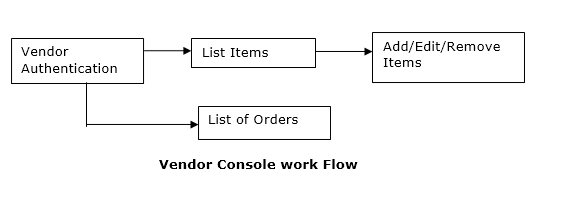 Vendor
Authentication
List Items
Add/Edit/Remove
Items
List of Orders
Vendor Console work Flow